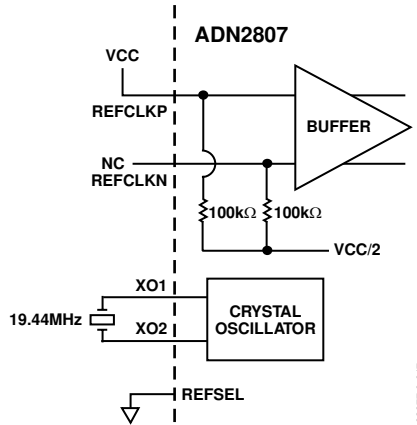 ADN2807
VCC
REFCLKP
BUFFER
NC
REFCLKN
100kΩ 100kΩ
VCC/2
XO1
19.44MHz
CRYSTAL
OSCILLATOR
XO2
REFSEL